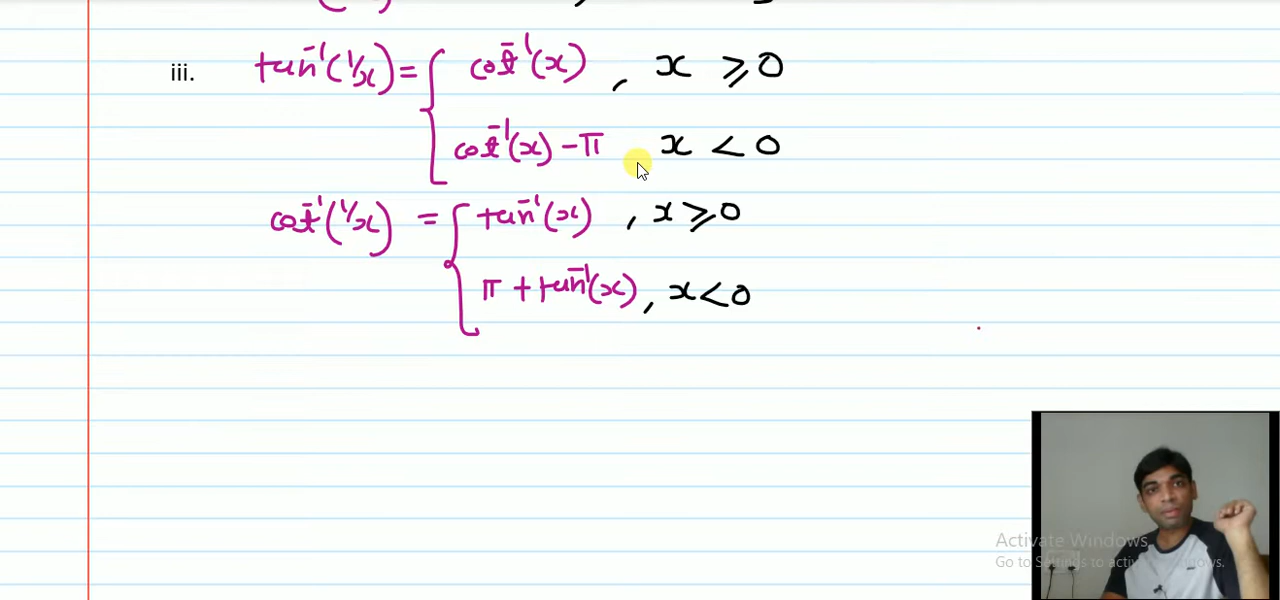 iii. tan⁻¹(1/x) = { cot⁻¹(x) , x ⩾ 0
cot⁻¹(x) - π x < 0
cot⁻¹(1/x) = { tan⁻¹(x) , x ⩾ 0
π + tan⁻¹(x) , x < 0
Activate Windows
Go to Settings to activ Windows.